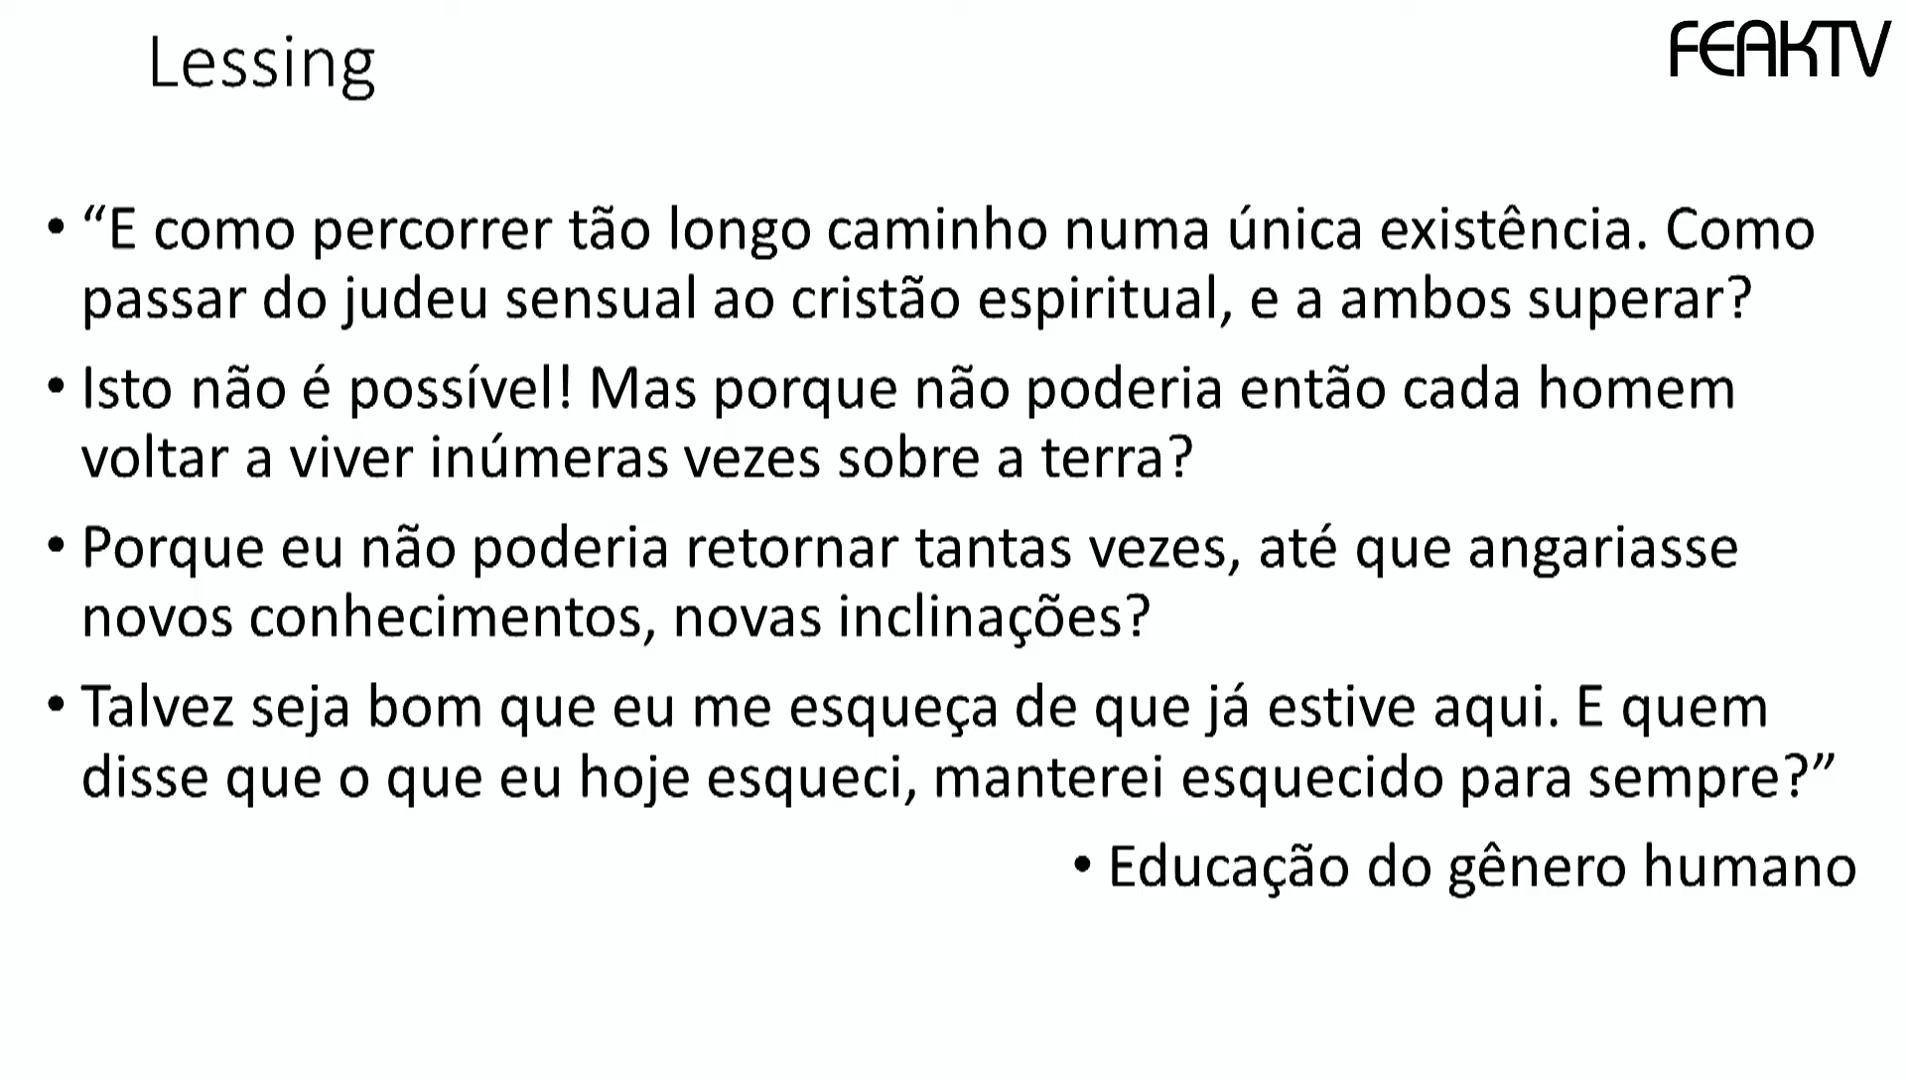 Lessing
FEAKTV
• “E como percorrer tão longo caminho numa única existência. Como
passar do judeu sensual ao cristão espiritual, e a ambos superar?
• Isto não é possível! Mas porque não poderia então cada homem
voltar a viver inúmeras vezes sobre a terra?
• Porque eu não poderia retornar tantas vezes, até que angariasse
novos conhecimentos, novas inclinações?
• Talvez seja bom que eu me esqueça de que já estive aqui. E quem
disse que o que eu hoje esqueci, manterei esquecido para sempre?”
• Educação do gênero humano